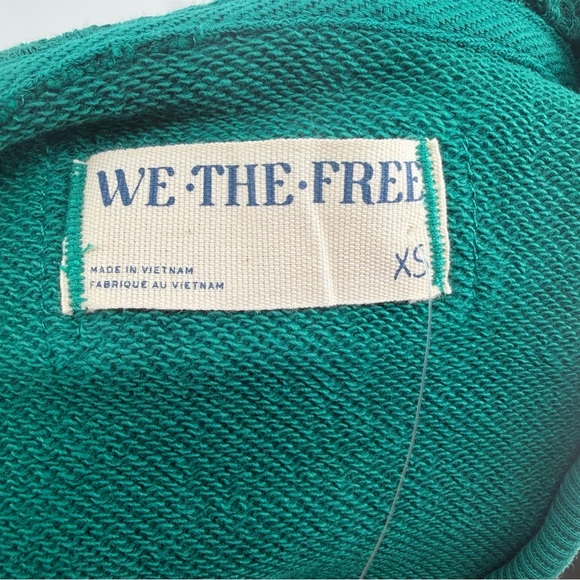 WE·THE·FREE
XS
MADE IN VIETNAM
FABRIQUÉ AU VIETNAM